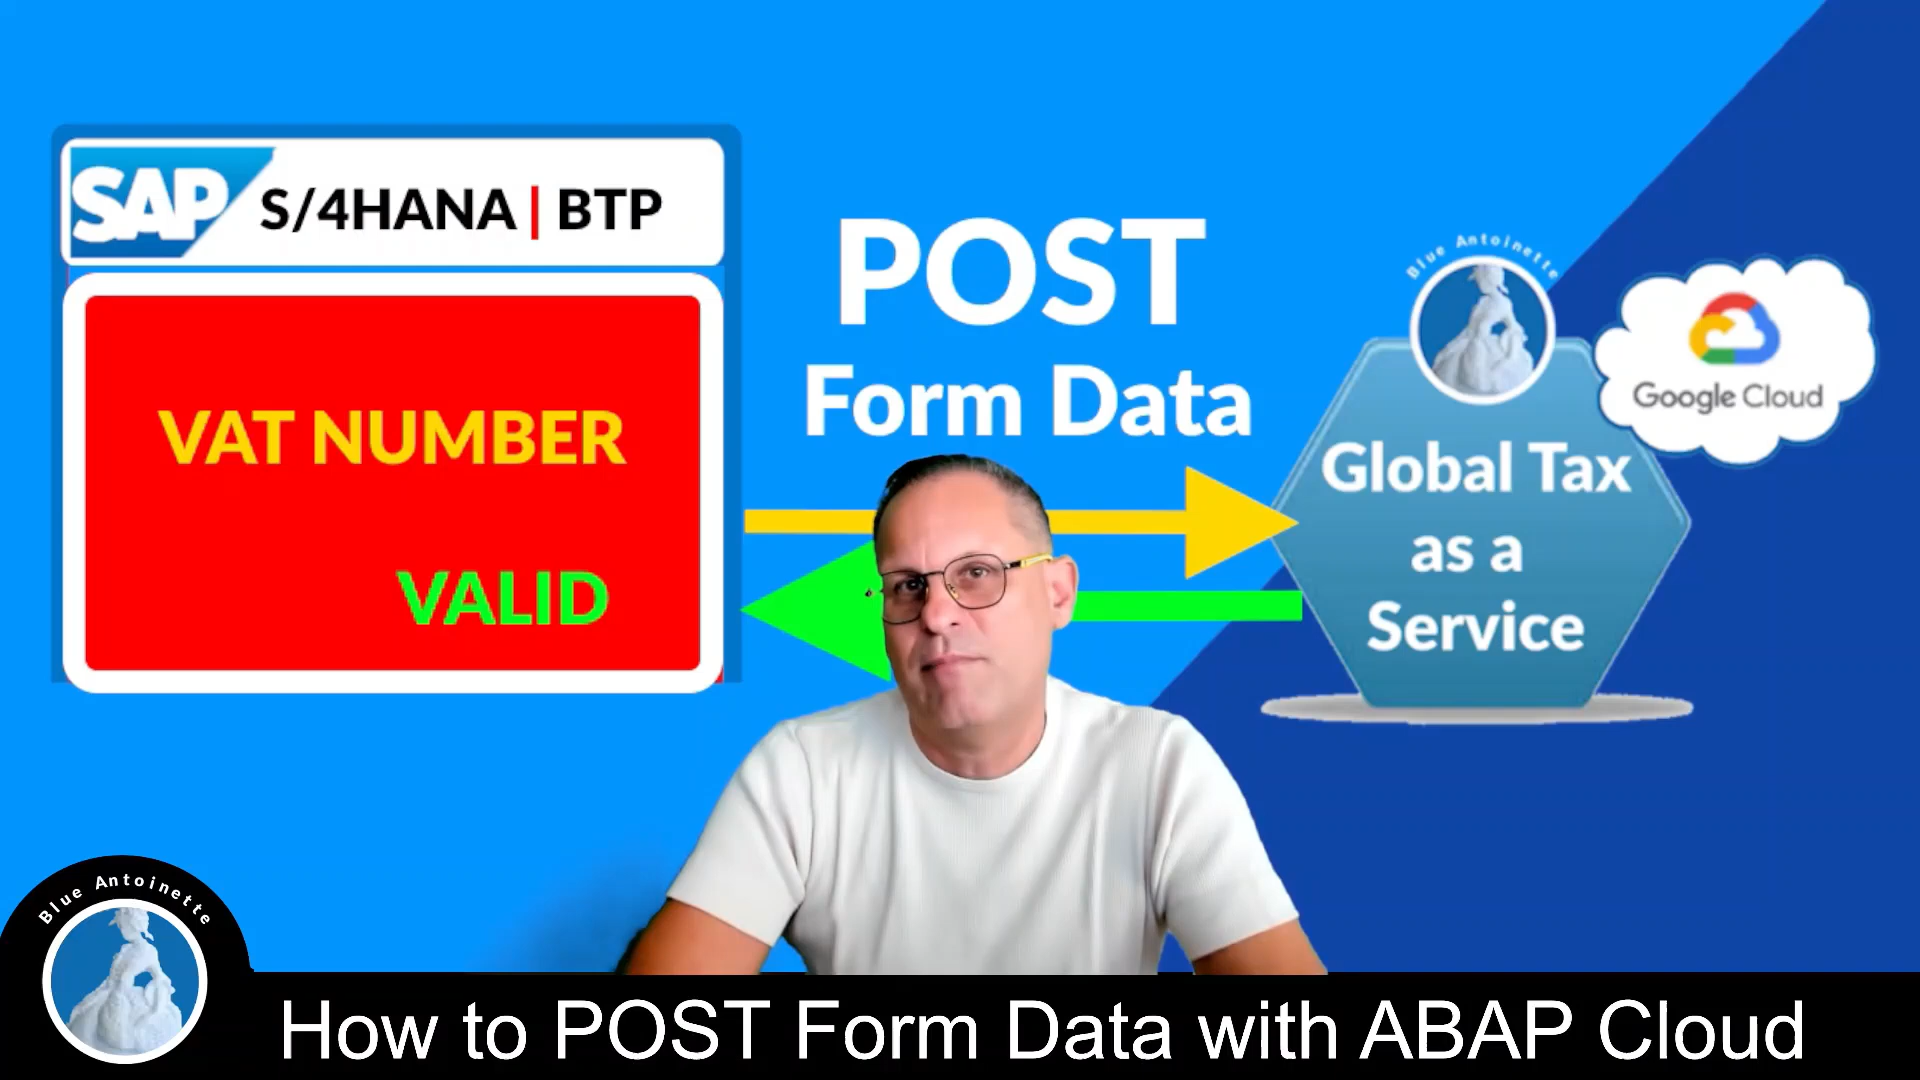 SAP S/4HANA | BTP
VAT NUMBER
VALID
POST
Form Data
Blue Antoinette
Google Cloud
Global Tax
as a
Service
Blue Antoinette
How to POST Form Data with ABAP Cloud